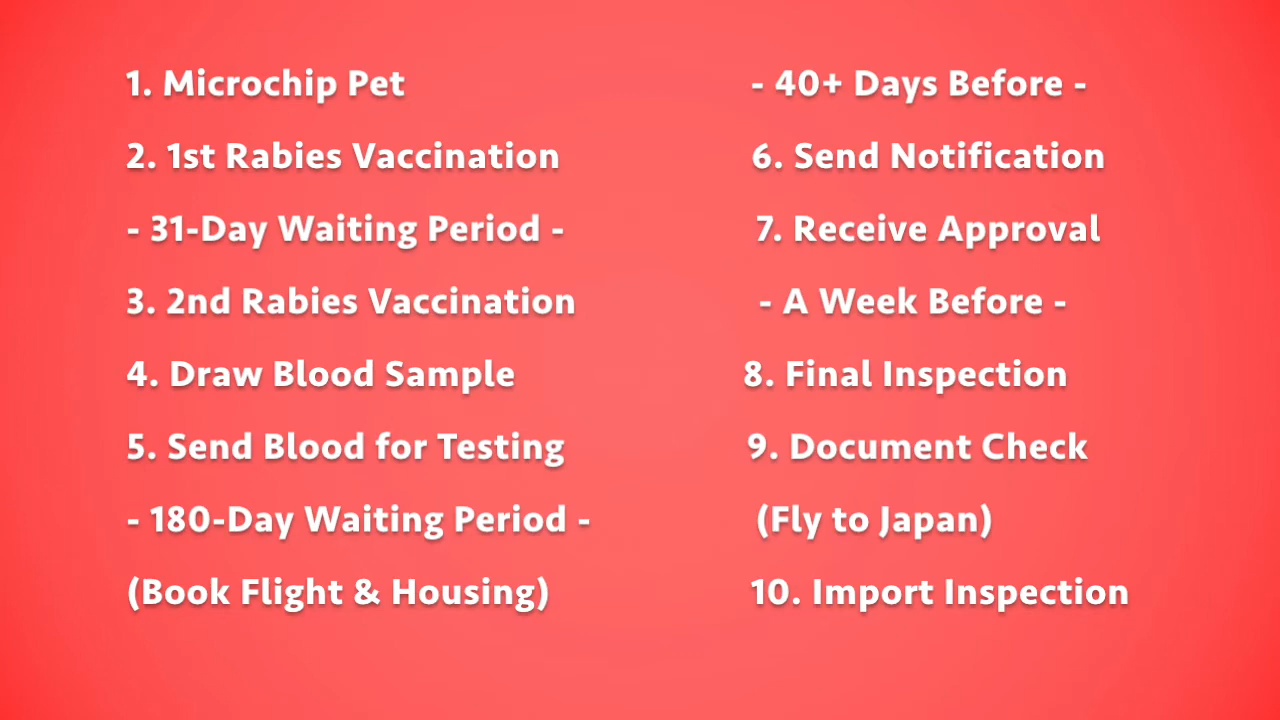 1. Microchip Pet
2. 1st Rabies Vaccination
- 31-Day Waiting Period -
3. 2nd Rabies Vaccination
4. Draw Blood Sample
5. Send Blood for Testing
- 180-Day Waiting Period -
(Book Flight & Housing)
- 40+ Days Before -
6. Send Notification
7. Receive Approval
- A Week Before -
8. Final Inspection
9. Document Check
(Fly to Japan)
10. Import Inspection